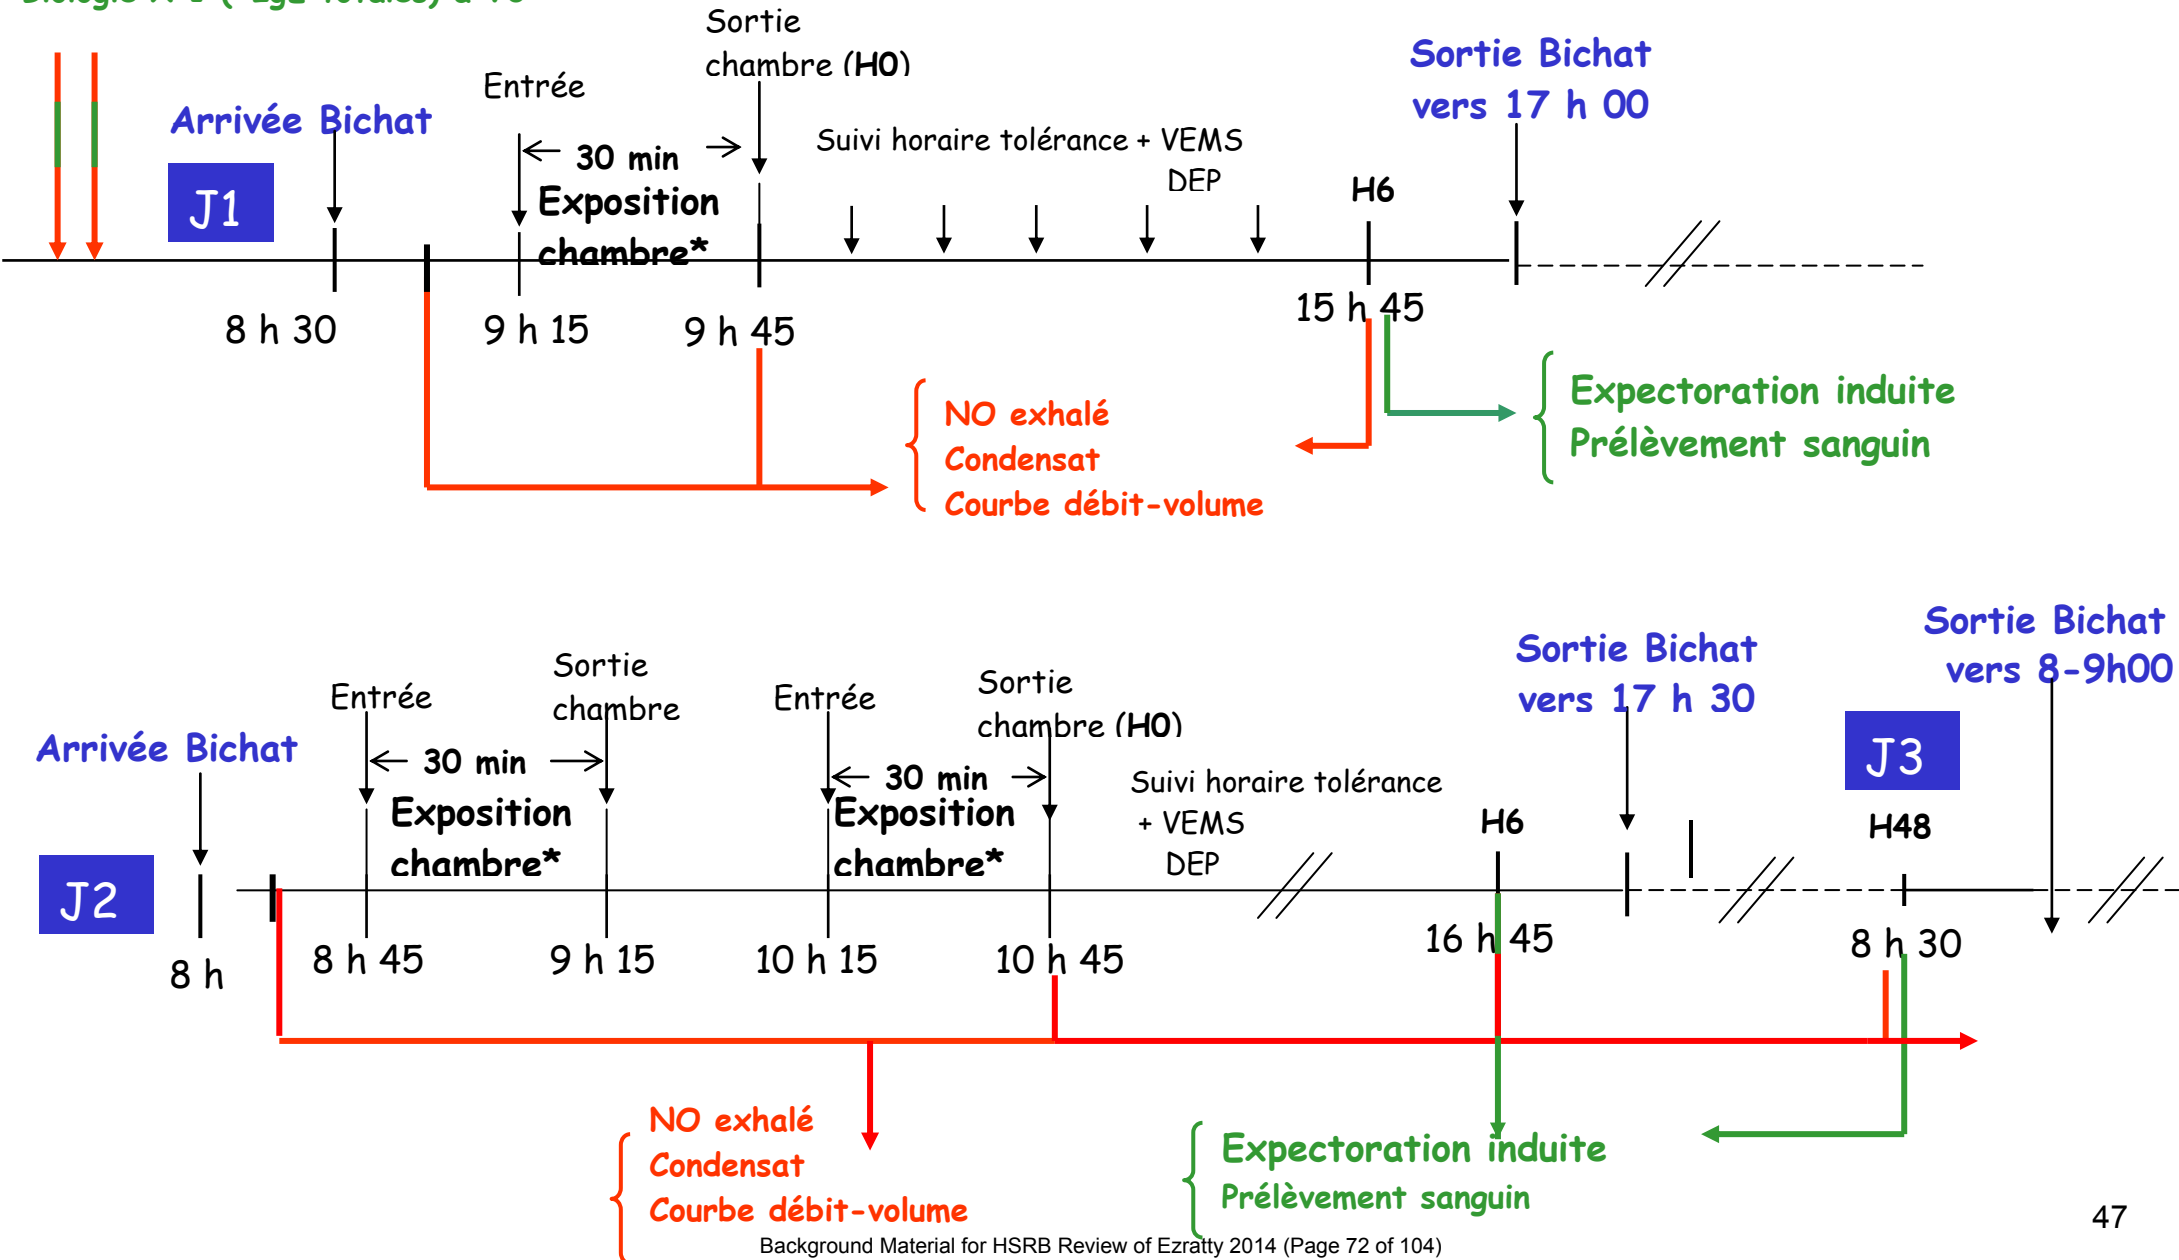 Sortie
chambre (H0)
Entrée
Sortie Bichat
vers 17 h 00
Arrivée Bichat
30 min
Suivi horaire tolérance + VEMS
DEP
J1
Exposition
chambre*
H6
8 h 30
9 h 15
9 h 45
15 h 45
NO exhalé
Condensat
Courbe débit-volume
Expectoration induite
Prélèvement sanguin
Sortie Bichat
vers 8-9h00
Sortie Bichat
vers 17 h 30
Entrée
Sortie
chambre
Entrée
Sortie
chambre (H0)
Arrivée Bichat
30 min
Exposition
chambre*
30 min
Exposition
chambre*
Suivi horaire tolérance
+ VEMS
DEP
H6
J3
H48
J2
8 h
8 h 45
9 h 15
10 h 15
10 h 45
16 h 45
8 h 30
NO exhalé
Condensat
Courbe débit-volume
Expectoration induite
Prélèvement sanguin
47
Background Material for HSRB Review of Ezratty 2014 (Page 72 of 104)